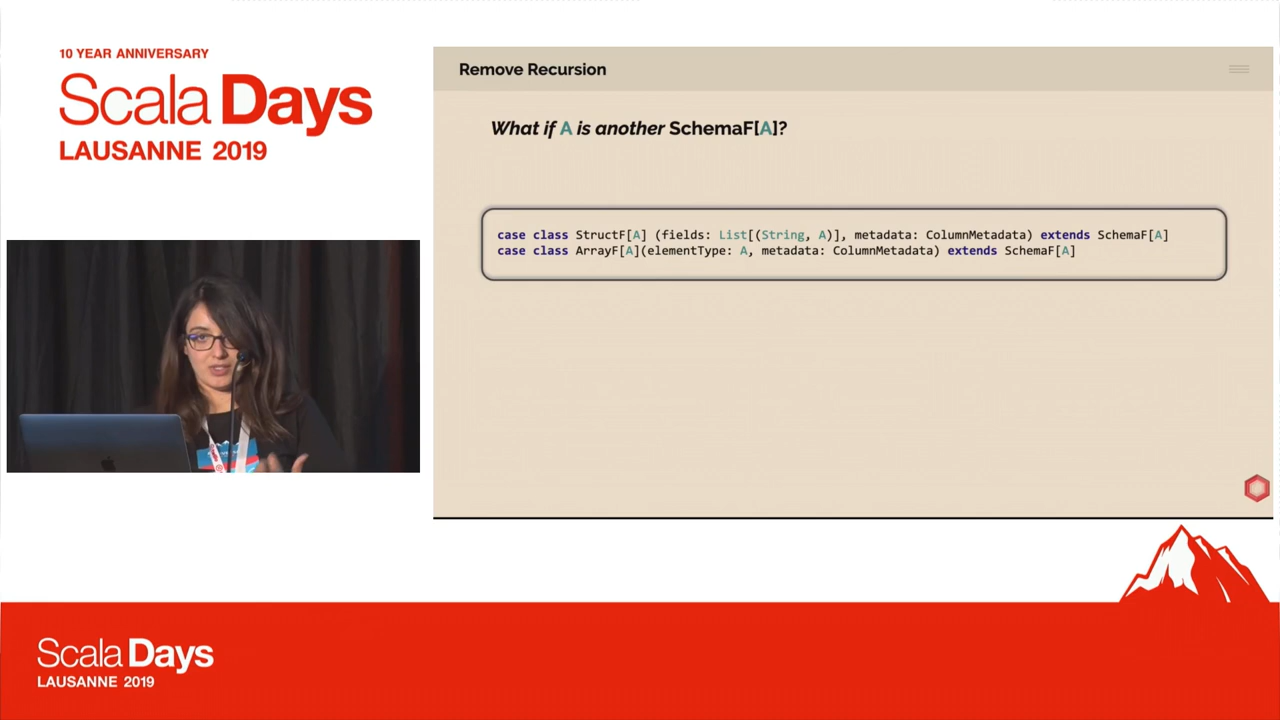 10 YEAR ANNIVERSARY
Scala Days
LAUSANNE 2019
Remove Recursion
What if A is another SchemaF[A]?
case class StructF[A] (fields: List[(String, A)], metadata: ColumnMetadata) extends SchemaF[A]
case class ArrayF[A](elementType: A, metadata: ColumnMetadata) extends SchemaF[A]
Scala Days
LAUSANNE 2019